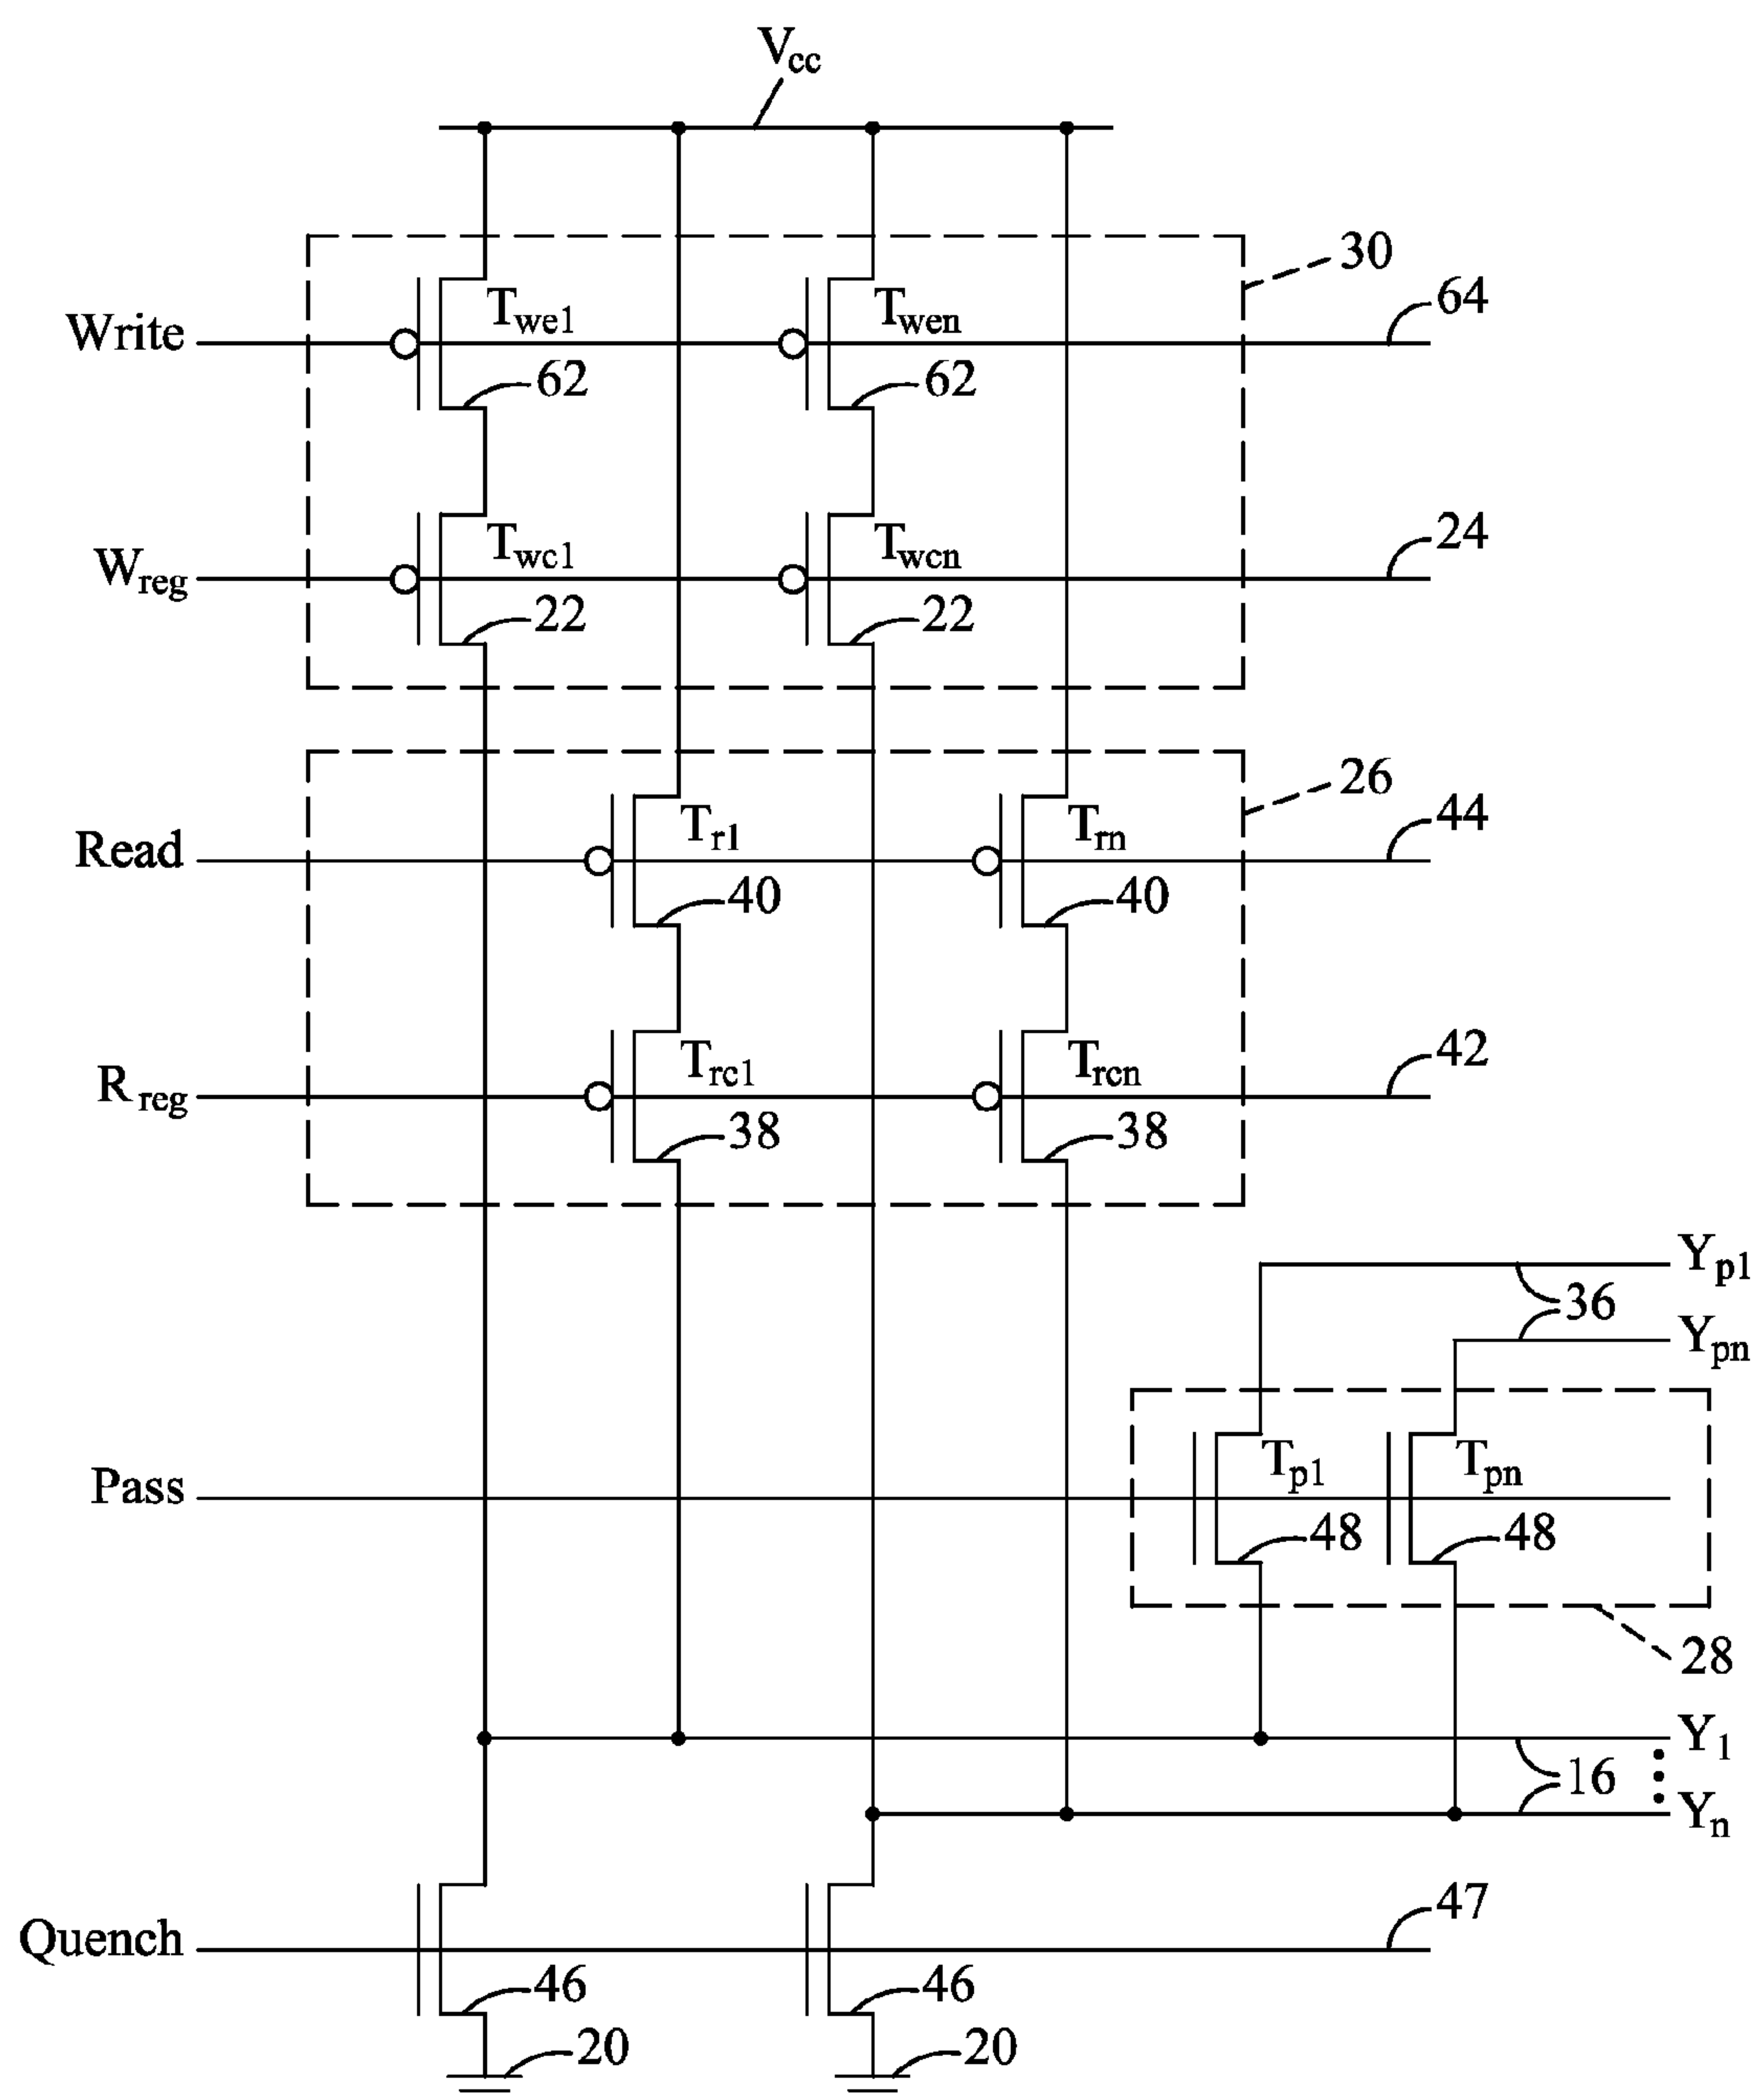 Vcc
30
Twe1 Twen 64
Write
62 62
Twc1 Twcn 24
Wreg
22 22
26
Tr1 Trn 44
Read
40 40
Trc1 Trcn 42
R reg
38 38
Yp1
36
Ypn
Tp1 Tpn
Pass
48 48
28
Y1
16
Yn
47
Quench
46 46
20 20